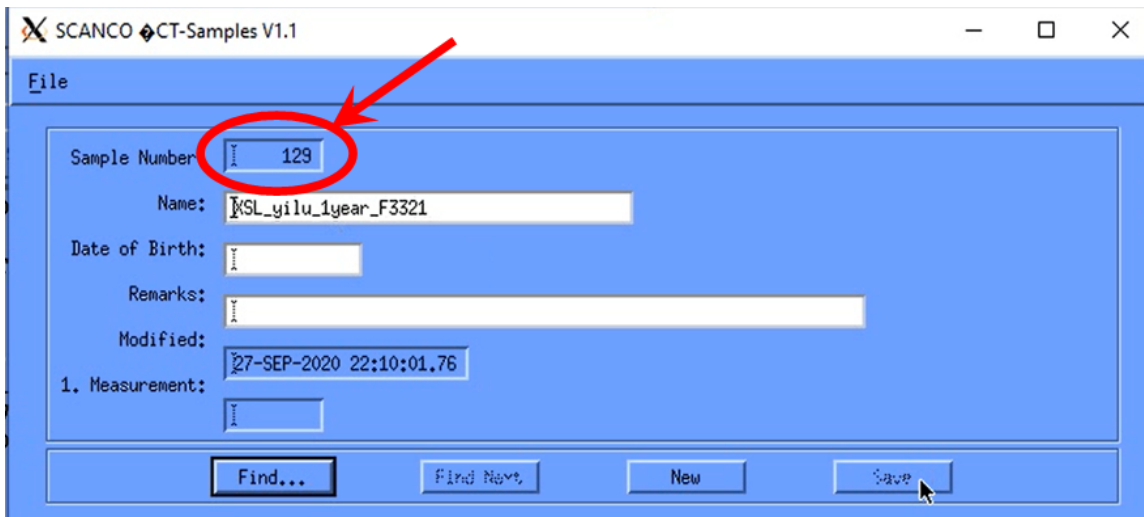 SCANCO �CT-Samples V1.1
File
Sample Number 129
Name: XSL_yilu_1year_F3321
Date of Birth:
Remarks:
Modified: 27-SEP-2020 22:10:01.76
1. Measurement:
Find... Find Next New Save